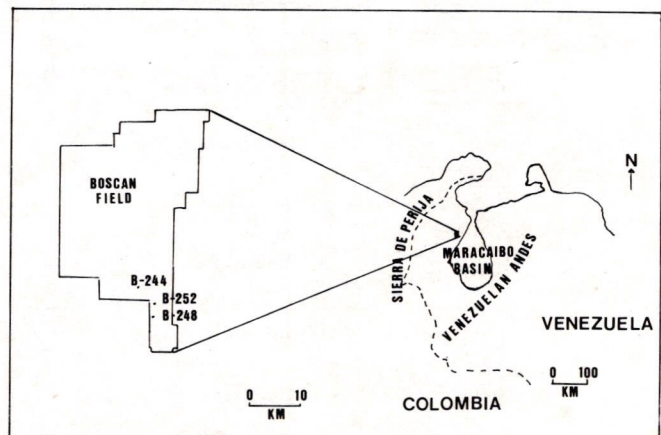 BOSCAN
FIELD
B-244
B-252
B-248
0 10
KM
N
SIERRA DE PERIJA
MARACAIBO
BASIN
VENEZUELAN ANDES
VENEZUELA
0 100
KM
COLOMBIA